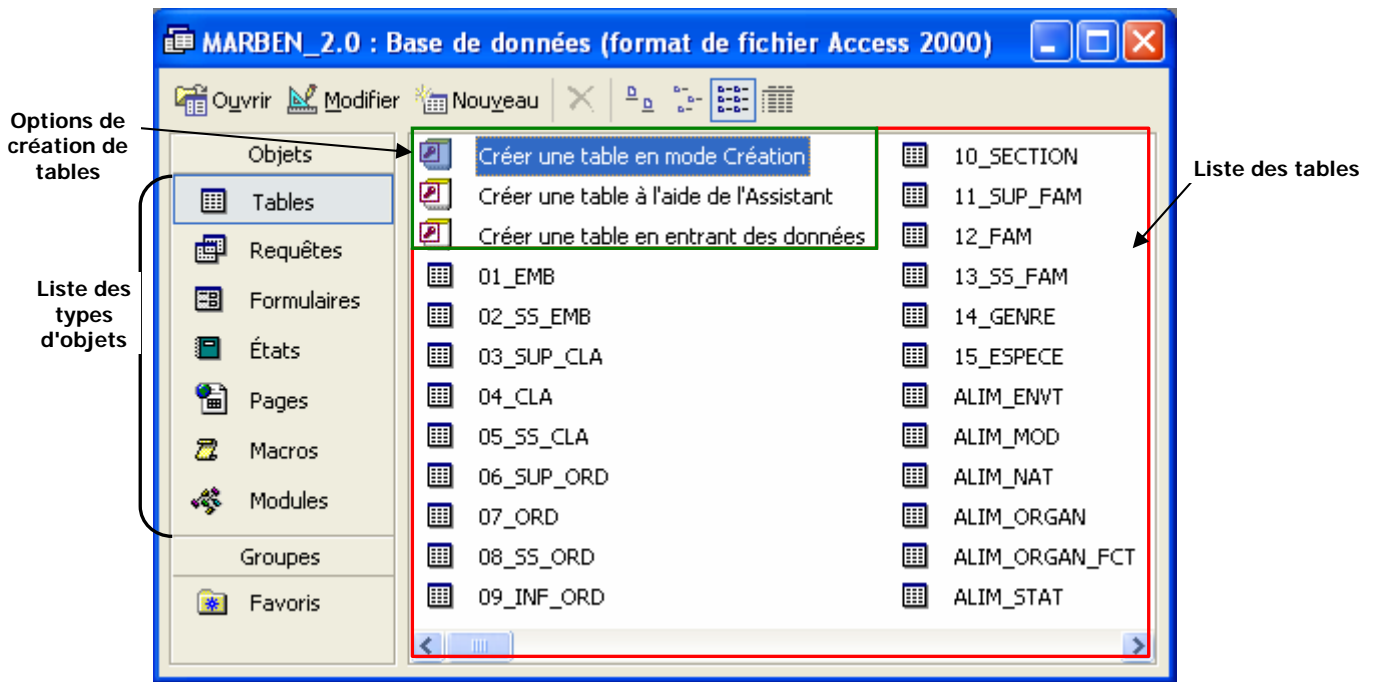 MARBEN_2.0 : Base de données (format de fichier Access 2000)
Ouvrir Modifier Nouveau
Options de
création de
tables
Liste des
types
d'objets
Objets
Tables
Requêtes
Formulaires
États
Pages
Macros
Modules
Groupes
Favoris
Créer une table en mode Création
Créer une table à l'aide de l'Assistant
Créer une table en entrant des données
01_EMB
02_SS_EMB
03_SUP_CLA
04_CLA
05_SS_CLA
06_SUP_ORD
07_ORD
08_SS_ORD
09_INF_ORD
10_SECTION
11_SUP_FAM
12_FAM
13_SS_FAM
14_GENRE
15_ESPECE
ALIM_ENVT
ALIM_MOD
ALIM_NAT
ALIM_ORGAN
ALIM_ORGAN_FCT
ALIM_STAT
Liste des tables